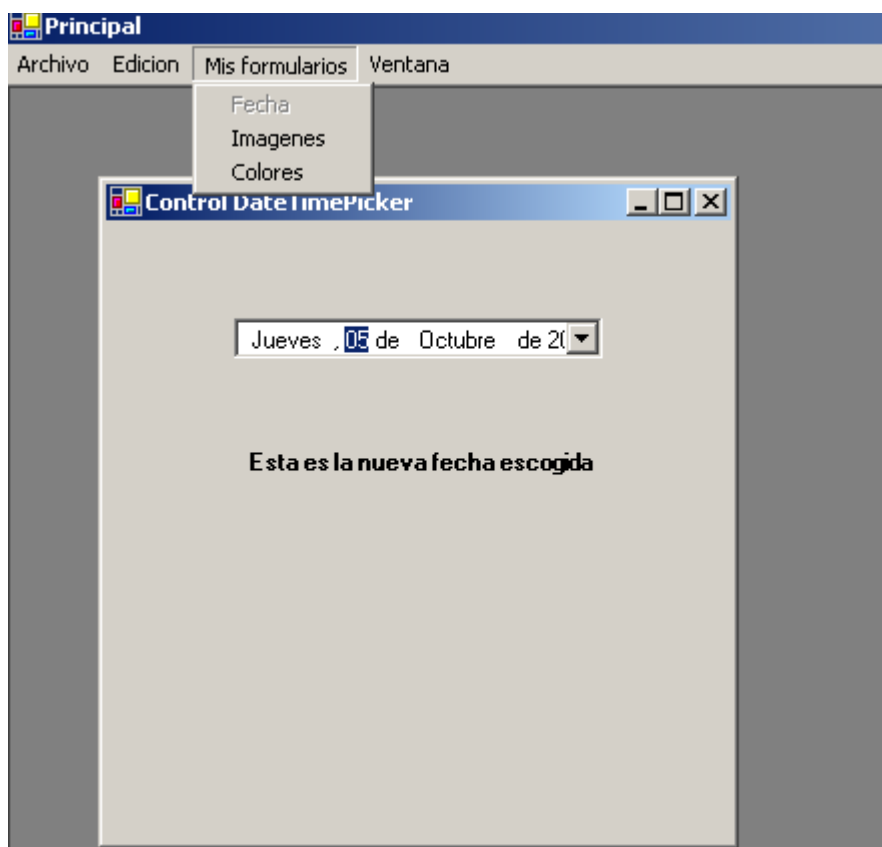 Principal
Archivo Edicion Mis formularios Ventana
Fecha
Imagenes
Colores
Control DateTimePicker
Jueves , 05 de Octubre de 20
Esta es la nueva fecha escogida